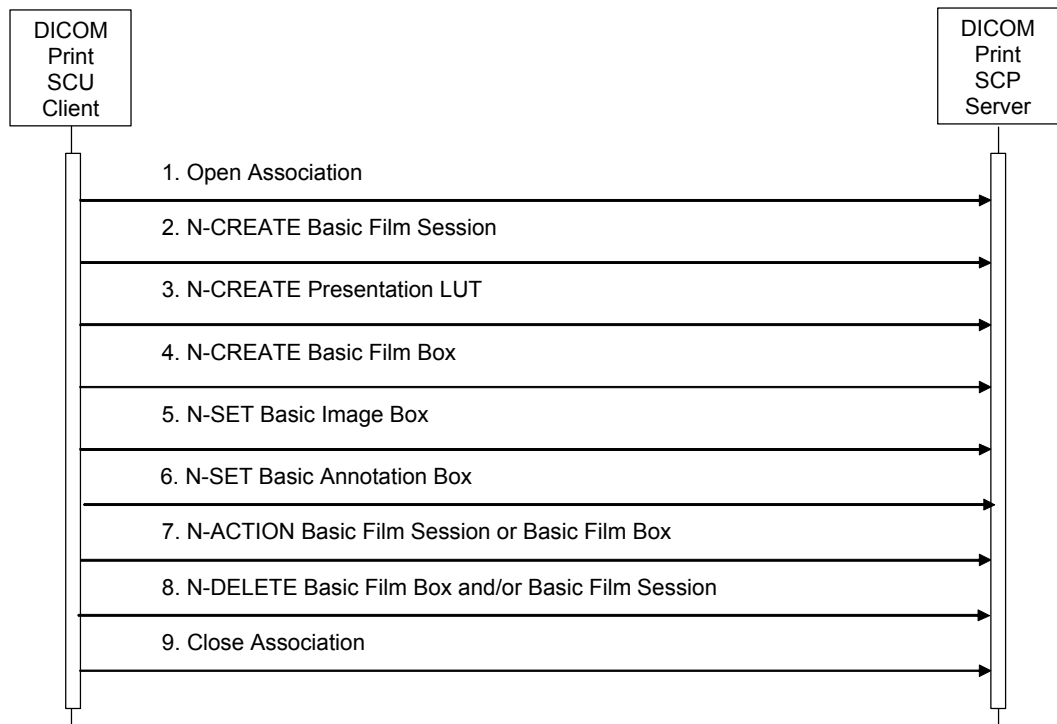 DICOM
Print
SCU
Client
DICOM
Print
SCP
Server
1. Open Association
2. N-CREATE Basic Film Session
3. N-CREATE Presentation LUT
4. N-CREATE Basic Film Box
5. N-SET Basic Image Box
6. N-SET Basic Annotation Box
7. N-ACTION Basic Film Session or Basic Film Box
8. N-DELETE Basic Film Box and/or Basic Film Session
9. Close Association